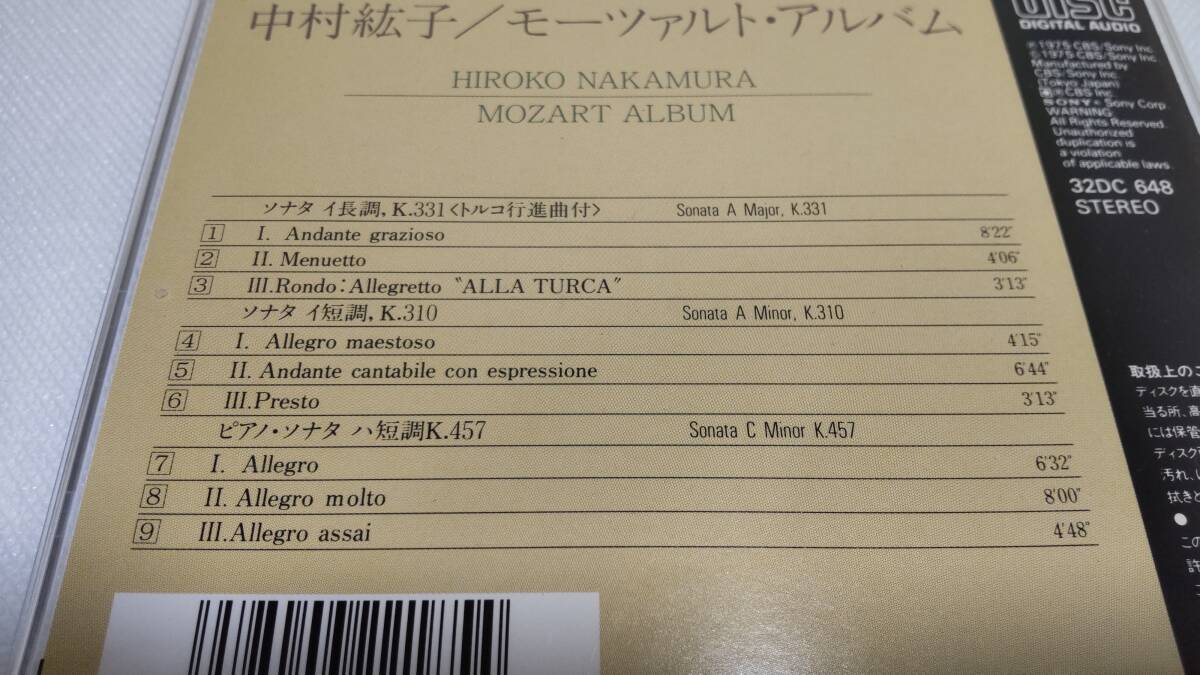 中村紘子／モーツァルト・アルバム
HIROKO NAKAMURA
MOZART ALBUM
ソナタ イ長調, K.331〈トルコ行進曲付〉 Sonata A Major, K.331
1 I. Andante grazioso 8'22"
2 II. Menuetto 4'06"
3 III.Rondo:Allegretto "ALLA TURCA" 3'13"
ソナタ イ短調, K.310 Sonata A Minor, K.310
4 I. Allegro maestoso 4'15"
5 II. Andante cantabile con espressione 6'44"
6 III.Presto 3'13"
ピアノ・ソナタ ハ短調K.457 Sonata C Minor K.457
7 I. Allegro 6'32"
8 II. Allegro molto 8'00"
9 III.Allegro assai 4'48"
DISC
DIGITAL AUDIO
℗1975 CBS/Sony Inc.
©1975 CBS/Sony Inc.
Manufactured by
CBS/Sony Inc.
(Tokyo Japan)
®CBS Inc.
SONY® Sony Corp.
WARNING:
All Rights Reserved.
Unauthorized
duplication is
a violation
of applicable laws.
32DC 648
STEREO
取扱上のご
ディスクを直
当る所、高
には保管
ディスク
汚れ、
拭きと
●
この
許